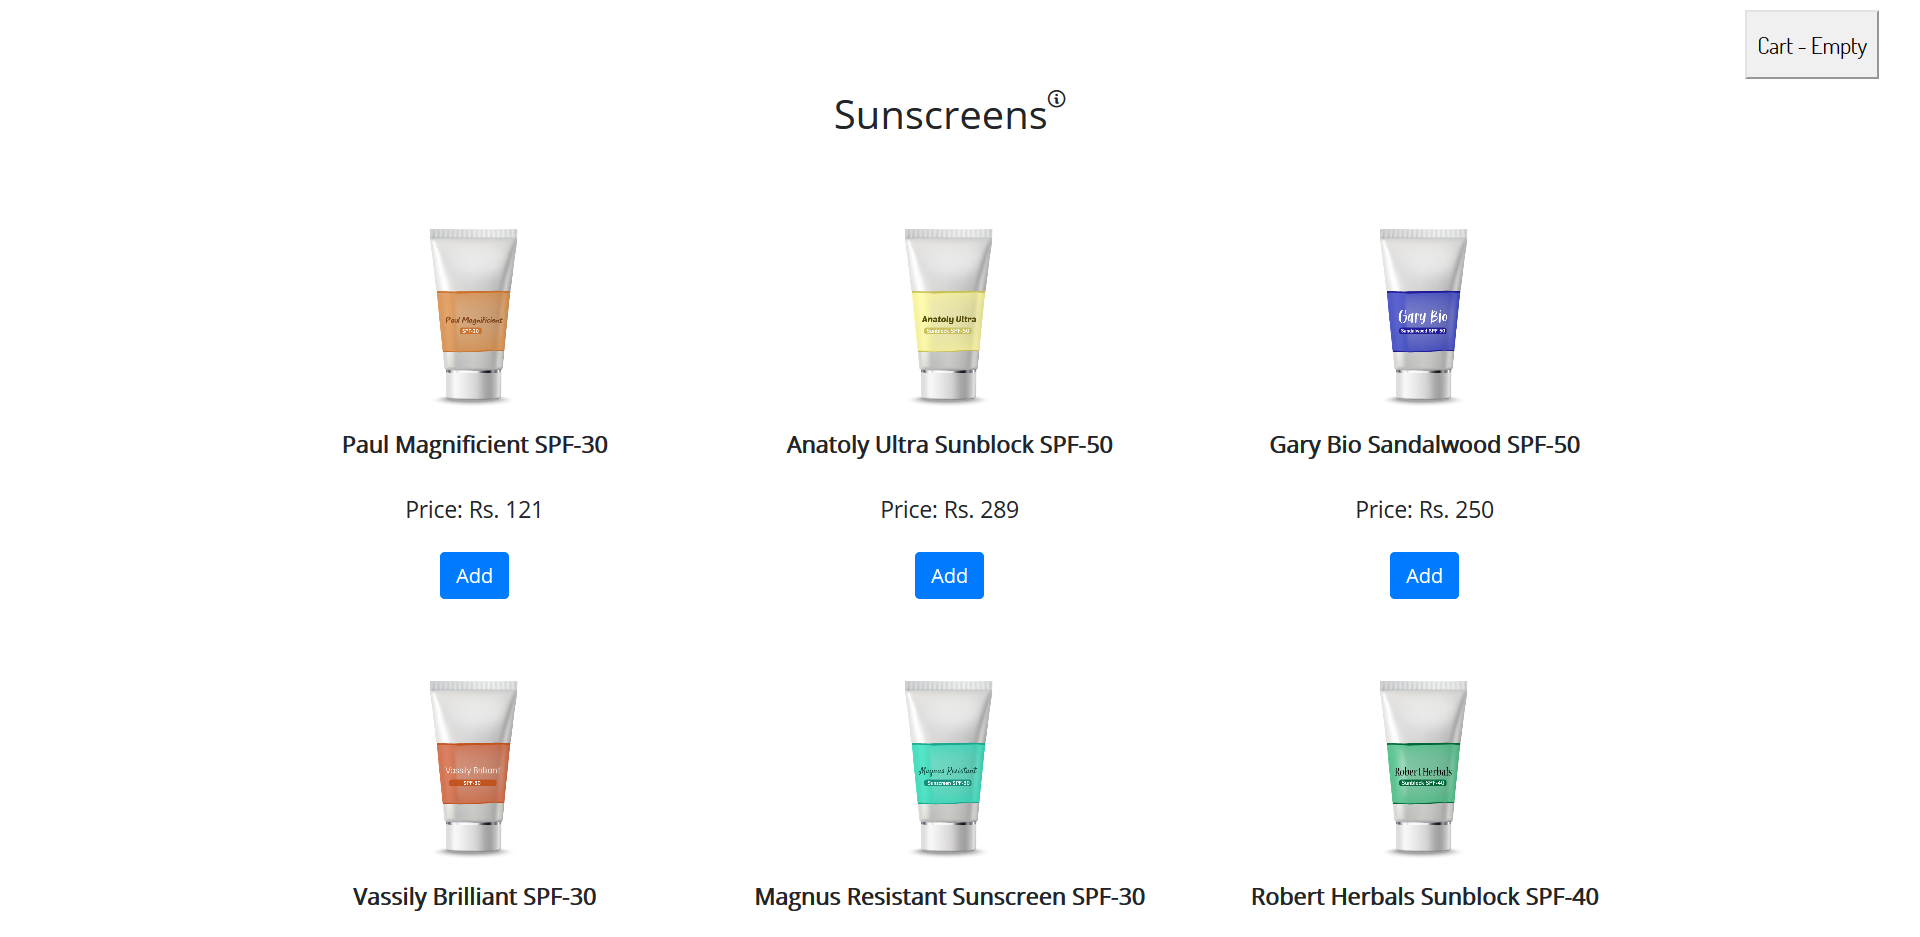 Cart - Empty
Sunscreens
Paul Magnificient
SPF-30
Anatoly Ultra
Sunblock SPF-50
Gary Bio
Sandalwood SPF-50
Paul Magnificient SPF-30
Anatoly Ultra Sunblock SPF-50
Gary Bio Sandalwood SPF-50
Price: Rs. 121
Price: Rs. 289
Price: Rs. 250
Add
Add
Add
Vassily Briliant
SPF-30
Magnus Resistant
Sunscreen SPF-30
Robert Herbals
Sunblock SPF-40
Vassily Brilliant SPF-30
Magnus Resistant Sunscreen SPF-30
Robert Herbals Sunblock SPF-40